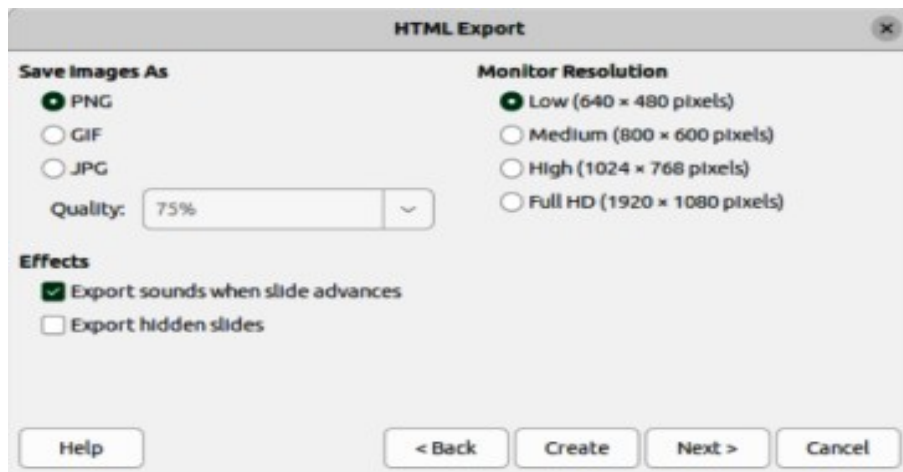 HTML Export
Save Images As
PNG
GIF
JPG
Quality: 75%
Monitor Resolution
Low (640 × 480 pixels)
Medium (800 × 600 pixels)
High (1024 × 768 pixels)
Full HD (1920 × 1080 pixels)
Effects
Export sounds when slide advances
Export hidden slides
Help
< Back
Create
Next >
Cancel